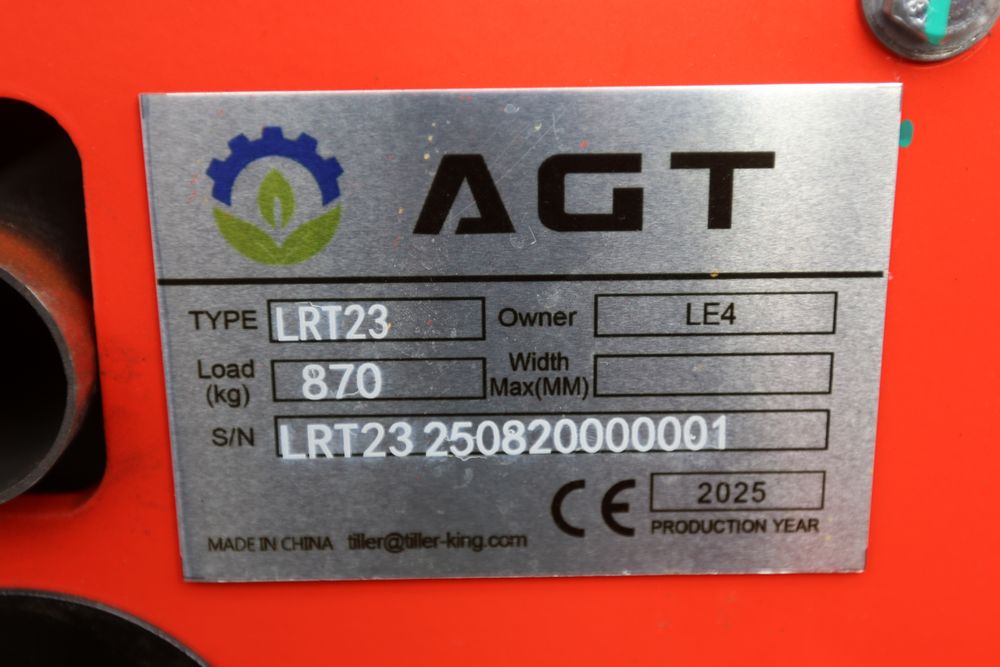 AGT
TYPE LRT23 Owner LE4
Load (kg) 870 Width Max(MM)
S/N LRT23 250820000001
CE 2025
PRODUCTION YEAR
MADE IN CHINA tiller@tiller-king.com